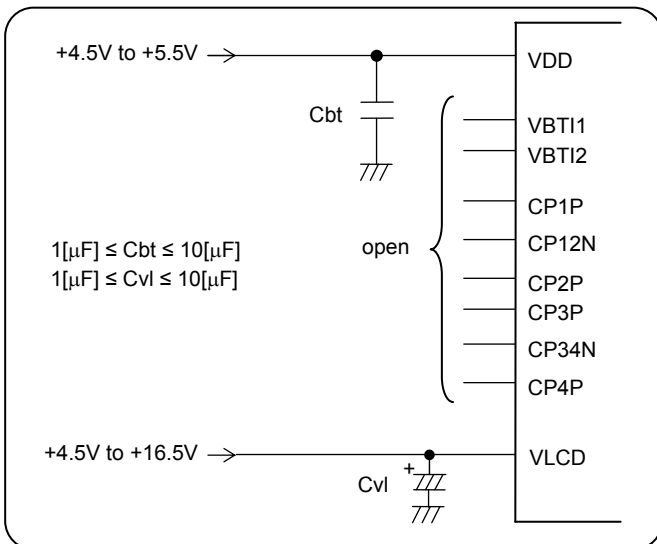 +4.5V to +5.5V
VDD
Cbt
VBTI1
VBTI2
CP1P
1[μF] ≤ Cbt ≤ 10[μF]
open
CP12N
1[μF] ≤ Cvl ≤ 10[μF]
CP2P
CP3P
CP34N
CP4P
+4.5V to +16.5V
VLCD
+
Cvl